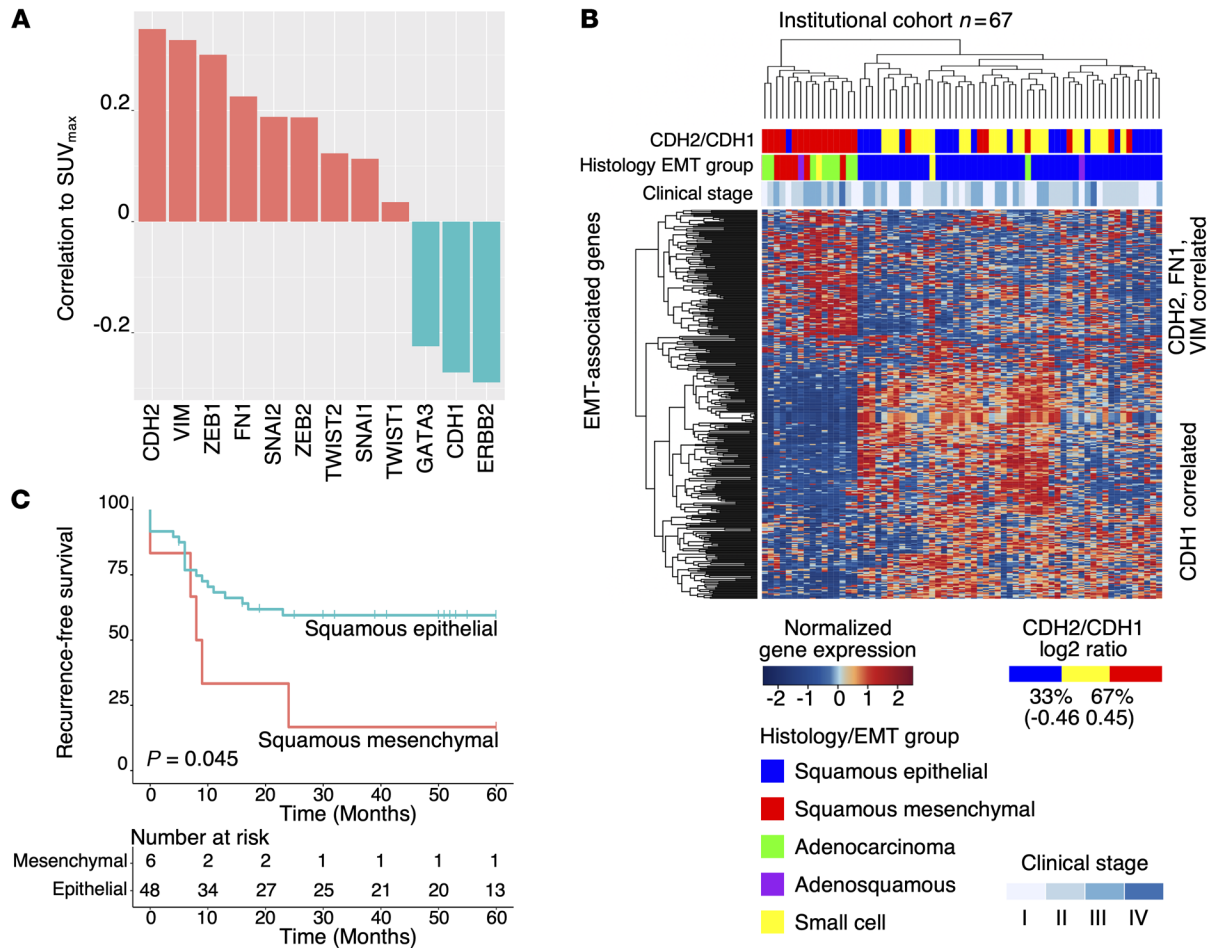 A
Correlation to SUVmax
0.2
0
-0.2
CDH2
VIM
ZEB1
FN1
SNAI2
ZEB2
TWIST2
SNAI1
TWIST1
GATA3
CDH1
ERBB2
B
Institutional cohort n=67
CDH2/CDH1
Histology EMT group
Clinical stage
EMT-associated genes
CDH2, FN1,
VIM correlated
CDH1 correlated
Normalized
gene expression
-2 -1 0 1 2
CDH2/CDH1
log2 ratio
33% 67%
(-0.46 0.45)
Histology/EMT group
Squamous epithelial
Squamous mesenchymal
Adenocarcinoma
Adenosquamous
Small cell
Clinical stage
I II III IV
C
Recurrence-free survival
100
75
50
25
0
Squamous epithelial
Squamous mesenchymal
P = 0.045
0 10 20 30 40 50 60
Time (Months)
Number at risk
Mesenchymal 6 2 2 1 1 1 1
Epithelial 48 34 27 25 21 20 13
0 10 20 30 40 50 60
Time (Months)